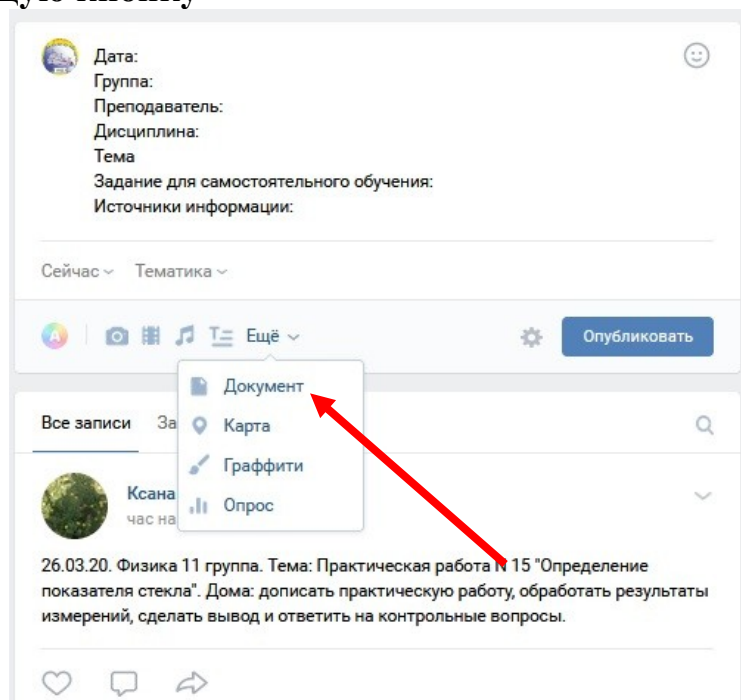 Дата:
Группа:
Преподаватель:
Дисциплина:
Тема
Задание для самостоятельного обучения:
Источники информации:
Сейчас Тематика
Ещё Опубликовать
Документ
Карта
Граффити
Опрос
Все записи За
Ксана
час на
26.03.20. Физика 11 группа. Тема: Практическая работа N 15 "Определение
показателя стекла". Дома: дописать практическую работу, обработать результаты
измерений, сделать вывод и ответить на контрольные вопросы.